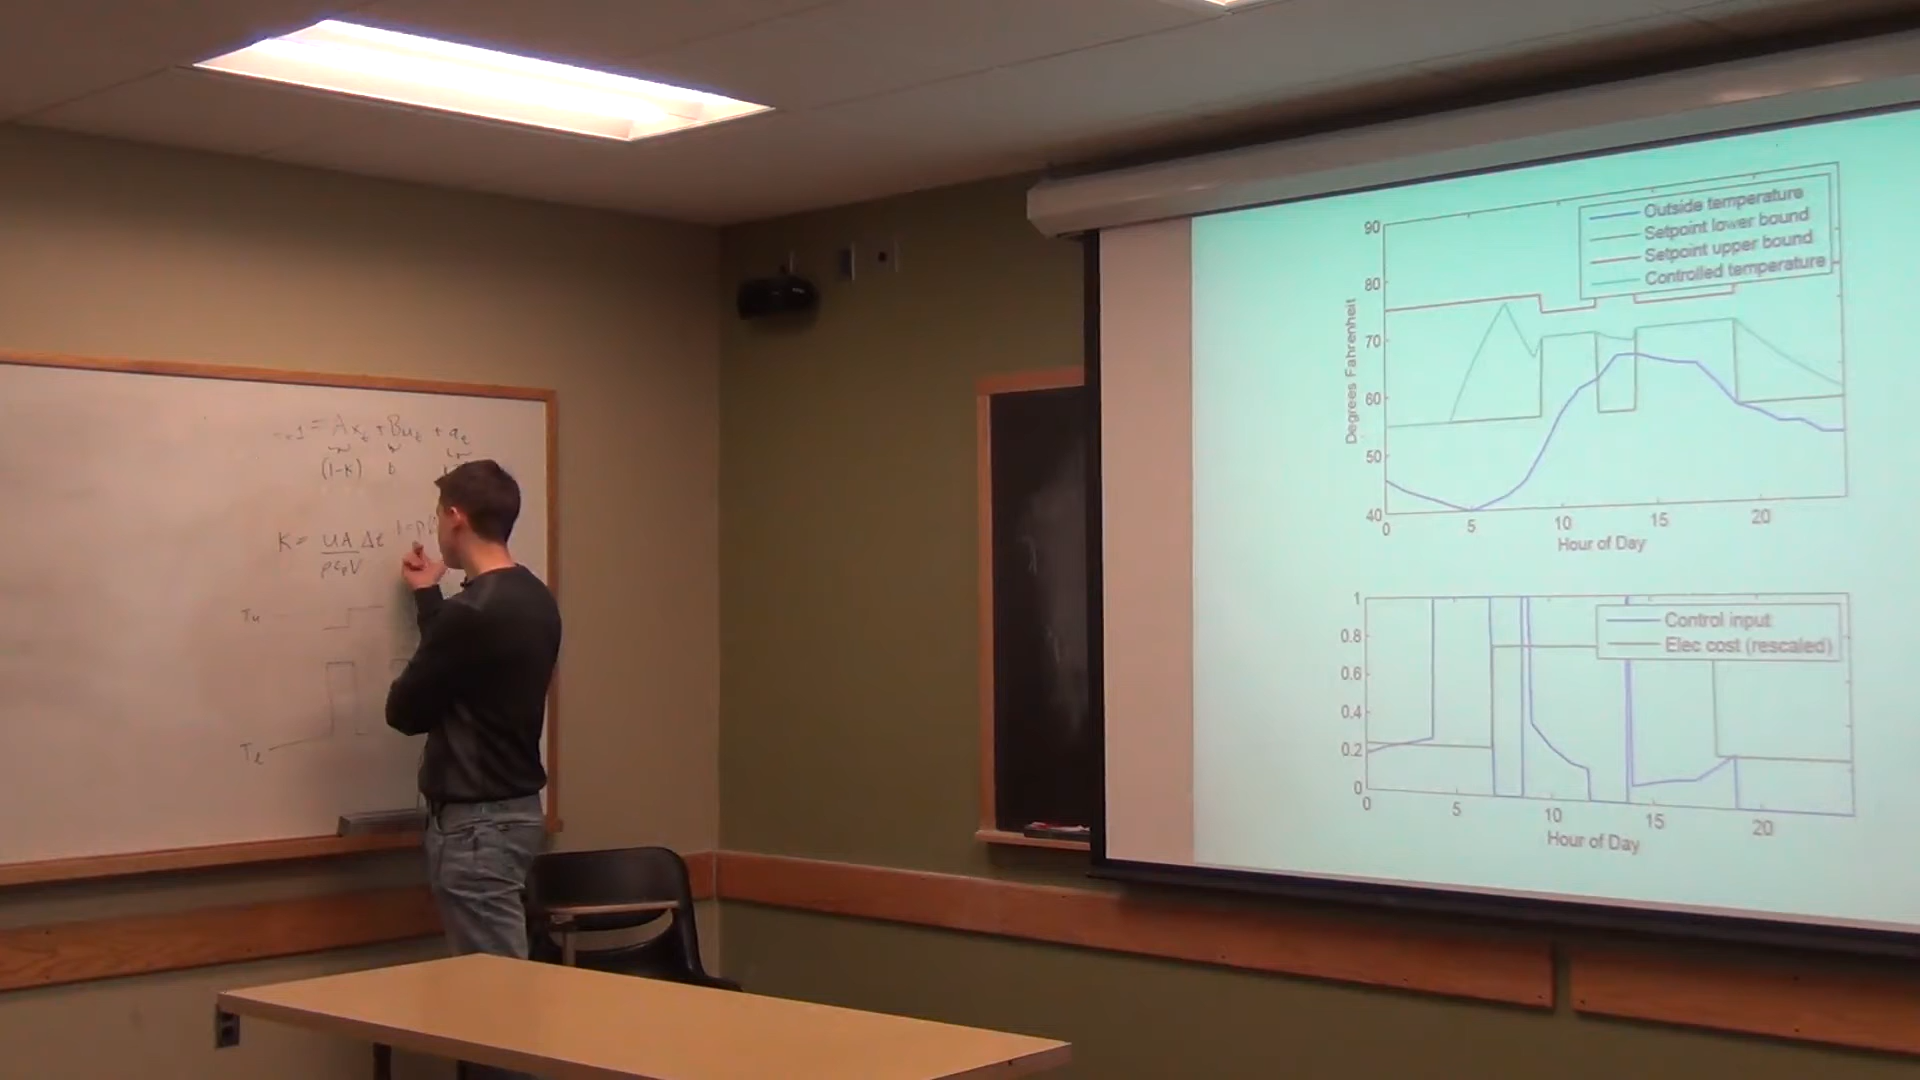 = Ax_t + Bu_t + a_t
(1-K) b
K = UA Δt
ρc_pV
T_u
T_l
Outside temperature
Setpoint lower bound
Setpoint upper bound
Controlled temperature
90
80
70
60
50
40
Degrees Fahrenheit
0 5 10 15 20
Hour of Day
Control input
Elec cost (rescaled)
1
0.8
0.6
0.4
0.2
0
0 5 10 15 20
Hour of Day